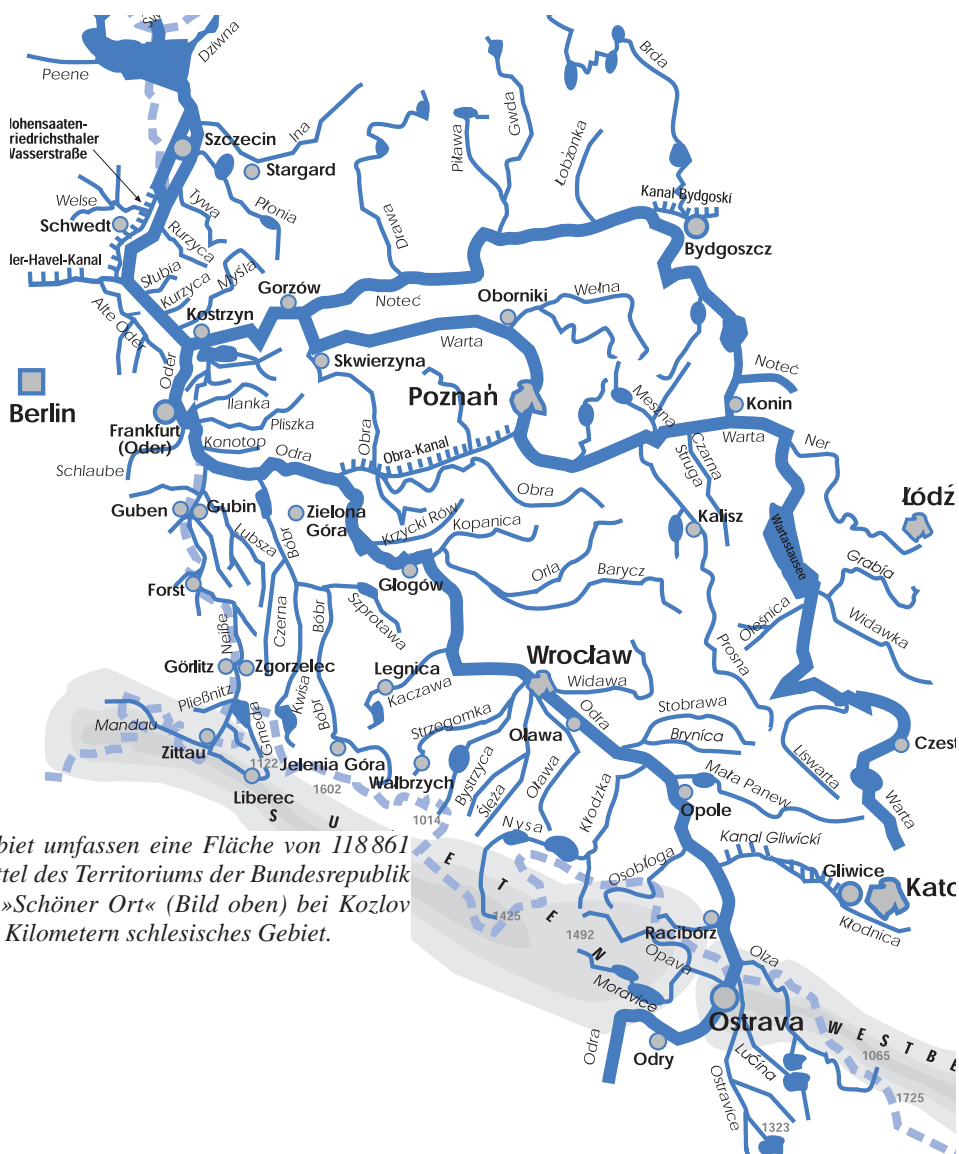 Dziwna
Peene
Brda
Gwda
Piława
Łobżonka
Ina
Szczecin
Stargard
Hohensaaten-
Friedrichsthaler
Wasserstraße
Welse
Schwedt
Tywa
Płonia
Rurzyca
Drawa
Kanal Bydgoski
Bydgoszcz
der-Havel-Kanal
Słubia
Kurzyca
Myśla
Gorzów
Noteć
Oborniki
Wełna
Alte Oder
Kostrzyn
Warta
Skwierzyna
Oder
Berlin
Poznań
Meszna
Noteć
Konin
Frankfurt
(Oder)
Ilanka
Pliszka
Konotop
Odra
Obra
Obra-Kanal
Struga
Czarna
Warta
Ner
Schlaube
Guben
Gubin
Bóbr
Zielona
Góra
Obra
Krzycki Rów
Kopanica
Kalisz
Łódź
Lubsza
Wartastausee
Forst
Głogów
Orla
Barycz
Grabia
Oleśnica
Widawka
Neiße
Czerna
Bóbr
Szprotawa
Prosna
Görlitz
Zgorzelec
Legnica
Kaczawa
Wrocław
Widawa
Pließnitz
Kwisa
Bóbr
Strzegomka
Odra
Stobrawa
Mandau
Gmeda
Oława
Brynica
Zittau
1122
Jelenia Góra
Wałbrzych
Bystrzyca
Ślęza
Oława
Kłodzka
Mała Panew
Liswarta
Czest
Liberec
1602
1014
Nysa
Opole
Warta
S U E T E N
Kanał Gliwicki
Gliwice
Kato
Osobłoga
Kłodnica
biet umfassen eine Fläche von 118861
ttel des Territoriums der Bundesrepublik
»Schöner Ort« (Bild oben) bei Kozlov
Kilometern schlesisches Gebiet.
1425
1492
Racibórz
Opava
Olza
Moravice
Ostrava
W E S T B E
Odra
Odry
Lučina
Ostravice
1065
1725
1323